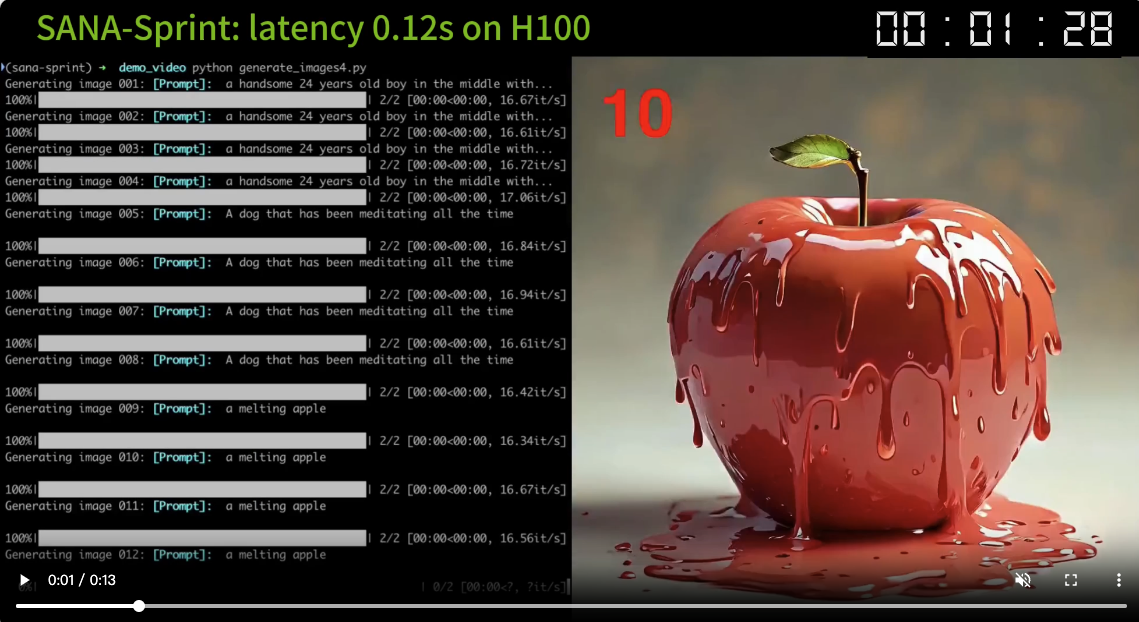 SANA-Sprint: latency 0.12s on H100
00 : 01 : 28
(sana-sprint) → demo_video python generate_images4.py
Generating image 001: [Prompt]: a handsome 24 years old boy in the middle with...
100%| | 2/2 [00:00<00:00, 16.67it/s]
Generating image 002: [Prompt]: a handsome 24 years old boy in the middle with...
100%| | 2/2 [00:00<00:00, 16.61it/s]
Generating image 003: [Prompt]: a handsome 24 years old boy in the middle with...
100%| | 2/2 [00:00<00:00, 16.72it/s]
Generating image 004: [Prompt]: a handsome 24 years old boy in the middle with...
100%| | 2/2 [00:00<00:00, 17.06it/s]
Generating image 005: [Prompt]: A dog that has been meditating all the time
100%| | 2/2 [00:00<00:00, 16.84it/s]
Generating image 006: [Prompt]: A dog that has been meditating all the time
100%| | 2/2 [00:00<00:00, 16.94it/s]
Generating image 007: [Prompt]: A dog that has been meditating all the time
100%| | 2/2 [00:00<00:00, 16.61it/s]
Generating image 008: [Prompt]: A dog that has been meditating all the time
100%| | 2/2 [00:00<00:00, 16.42it/s]
Generating image 009: [Prompt]: a melting apple
100%| | 2/2 [00:00<00:00, 16.34it/s]
Generating image 010: [Prompt]: a melting apple
100%| | 2/2 [00:00<00:00, 16.67it/s]
Generating image 011: [Prompt]: a melting apple
100%| | 2/2 [00:00<00:00, 16.56it/s]
Generating image 012: [Prompt]: a melting apple
0%| | 0/2 [00:00<?, ?it/s]
10
0:01 / 0:13